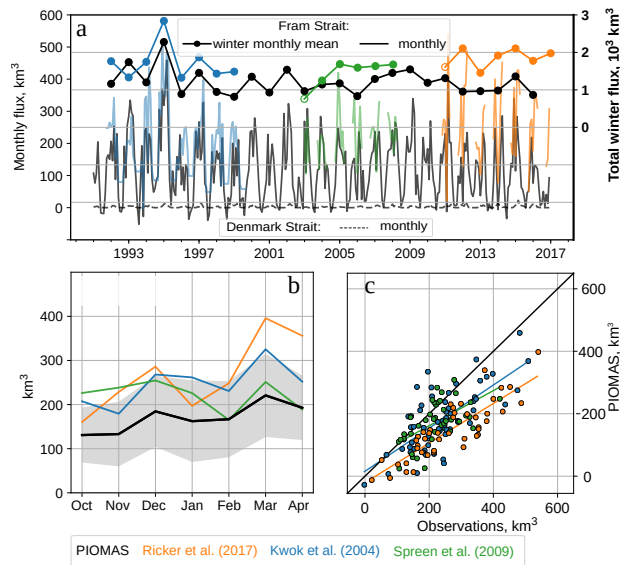 a
Fram Strait:
winter monthly mean
monthly
Denmark Strait:
monthly
Monthly flux, km³
600
500
400
300
200
100
0
3
2
1
0
Total winter flux, 10³ km³
1993
1997
2001
2005
2009
2013
2017
b
km³
400
300
200
100
0
Oct
Nov
Dec
Jan
Feb
Mar
Apr
c
600
400
200
0
PIOMAS, km³
0
200
400
600
Observations, km³
PIOMAS
Ricker et al. (2017)
Kwok et al. (2004)
Spreen et al. (2009)